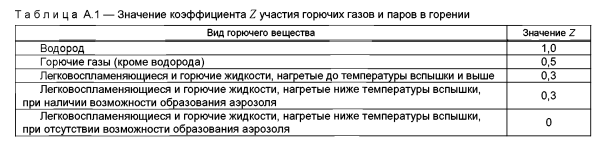 Таблица А.1 — Значение коэффициента Z участия горючих газов и паров в горении
Вид горючего вещества Значение Z
Водород 1,0
Горючие газы (кроме водорода) 0,5
Легковоспламеняющиеся и горючие жидкости, нагретые до температуры вспышки и выше 0,3
Легковоспламеняющиеся и горючие жидкости, нагретые ниже температуры вспышки,
при наличии возможности образования аэрозоля 0,3
Легковоспламеняющиеся и горючие жидкости, нагретые ниже температуры вспышки,
при отсутствии возможности образования аэрозоля 0